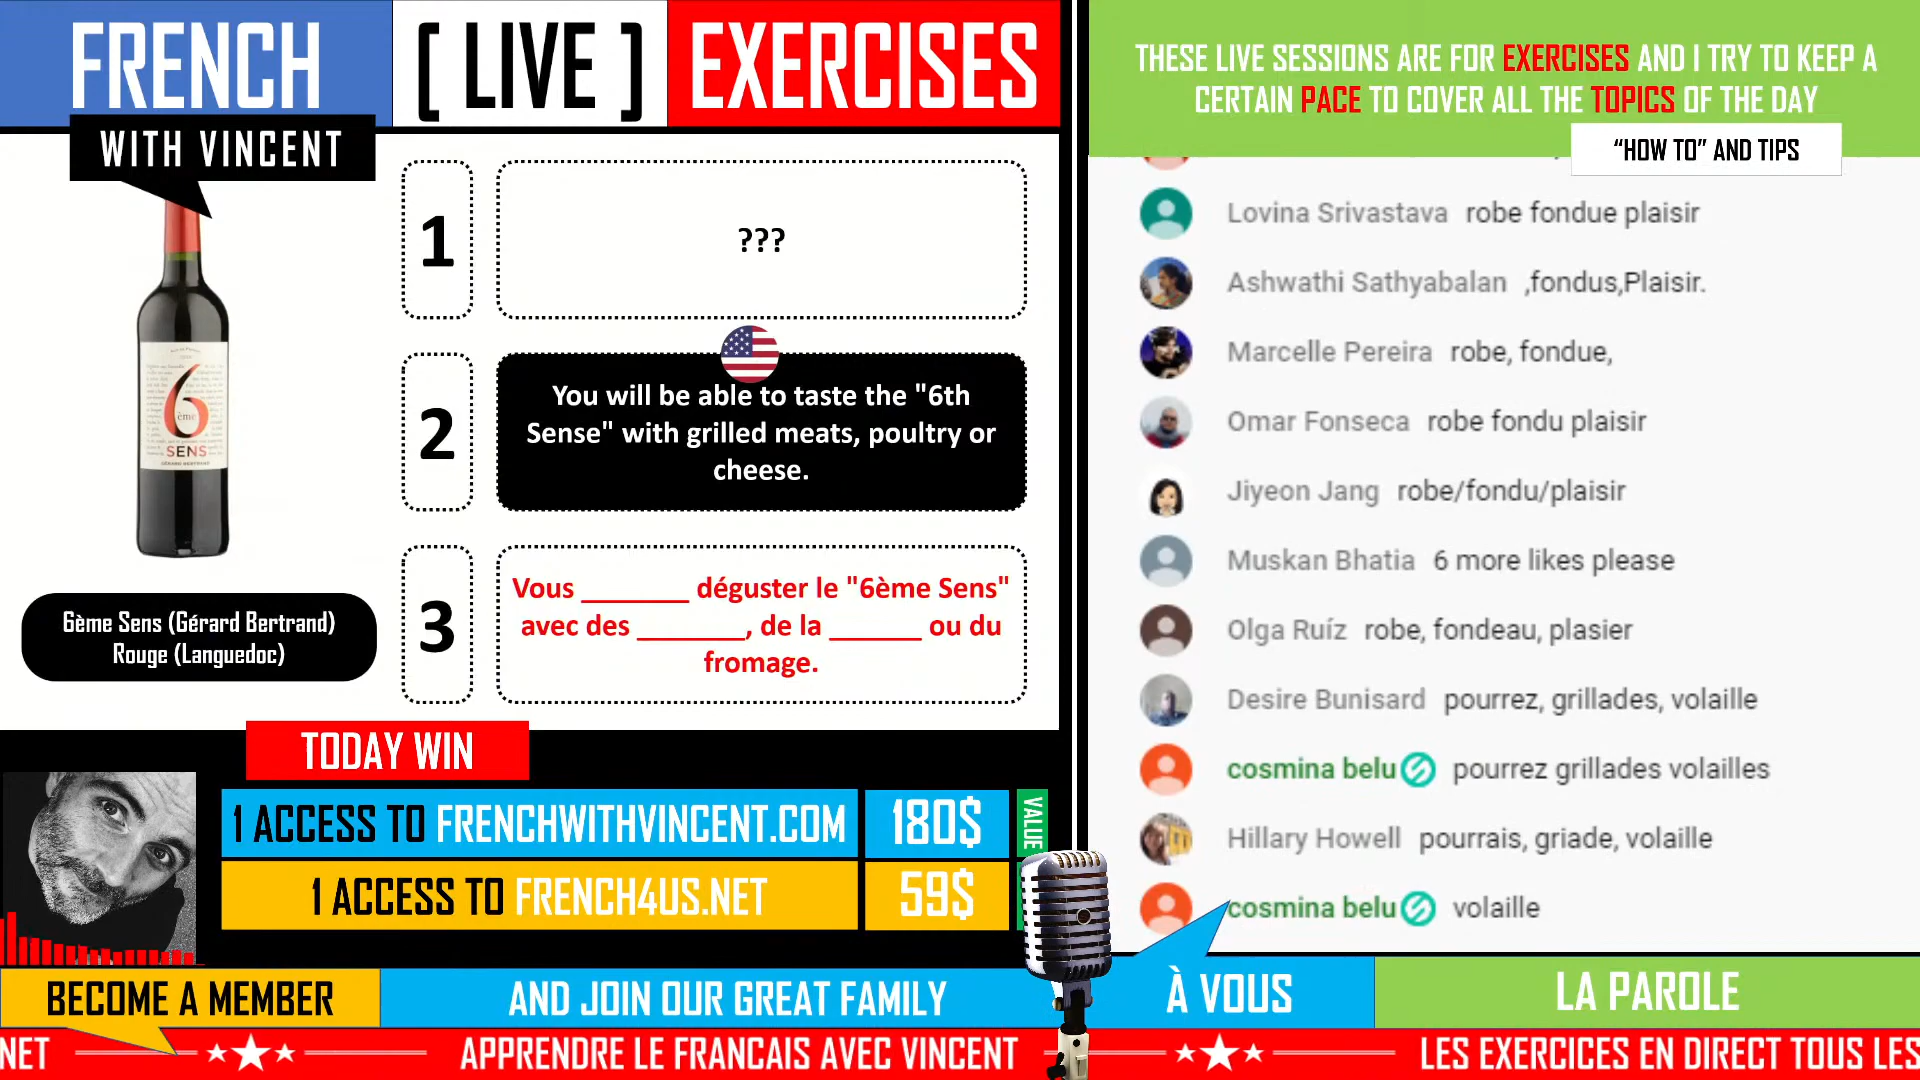 FRENCH
[ LIVE ]
EXERCISES
WITH VINCENT
1
???
2
You will be able to taste the "6th
Sense" with grilled meats, poultry or
cheese.
3
Vous _______ déguster le "6ème Sens"
avec des _______, de la ______ ou du
fromage.
6
ème
SENS
GÉRARD BERTRAND
6ème Sens (Gérard Bertrand)
Rouge (Languedoc)
TODAY WIN
1 ACCESS TO FRENCHWITHVINCENT.COM
180$
VALUE
1 ACCESS TO FRENCH4US.NET
59$
BECOME A MEMBER
AND JOIN OUR GREAT FAMILY
THESE LIVE SESSIONS ARE FOR EXERCISES AND I TRY TO KEEP A
CERTAIN PACE TO COVER ALL THE TOPICS OF THE DAY
“HOW TO” AND TIPS
Lovina Srivastava robe fondue plaisir
Ashwathi Sathyabalan ,fondus,Plaisir.
Marcelle Pereira robe, fondue,
Omar Fonseca robe fondu plaisir
Jiyeon Jang robe/fondu/plaisir
Muskan Bhatia 6 more likes please
Olga Ruíz robe, fondeau, plasier
Desire Bunisard pourrez, grillades, volaille
cosmina belu pourrez grillades volailles
Hillary Howell pourrais, griade, volaille
cosmina belu volaille
À VOUS
LA PAROLE
NET
APPRENDRE LE FRANCAIS AVEC VINCENT
LES EXERCICES EN DIRECT TOUS LES